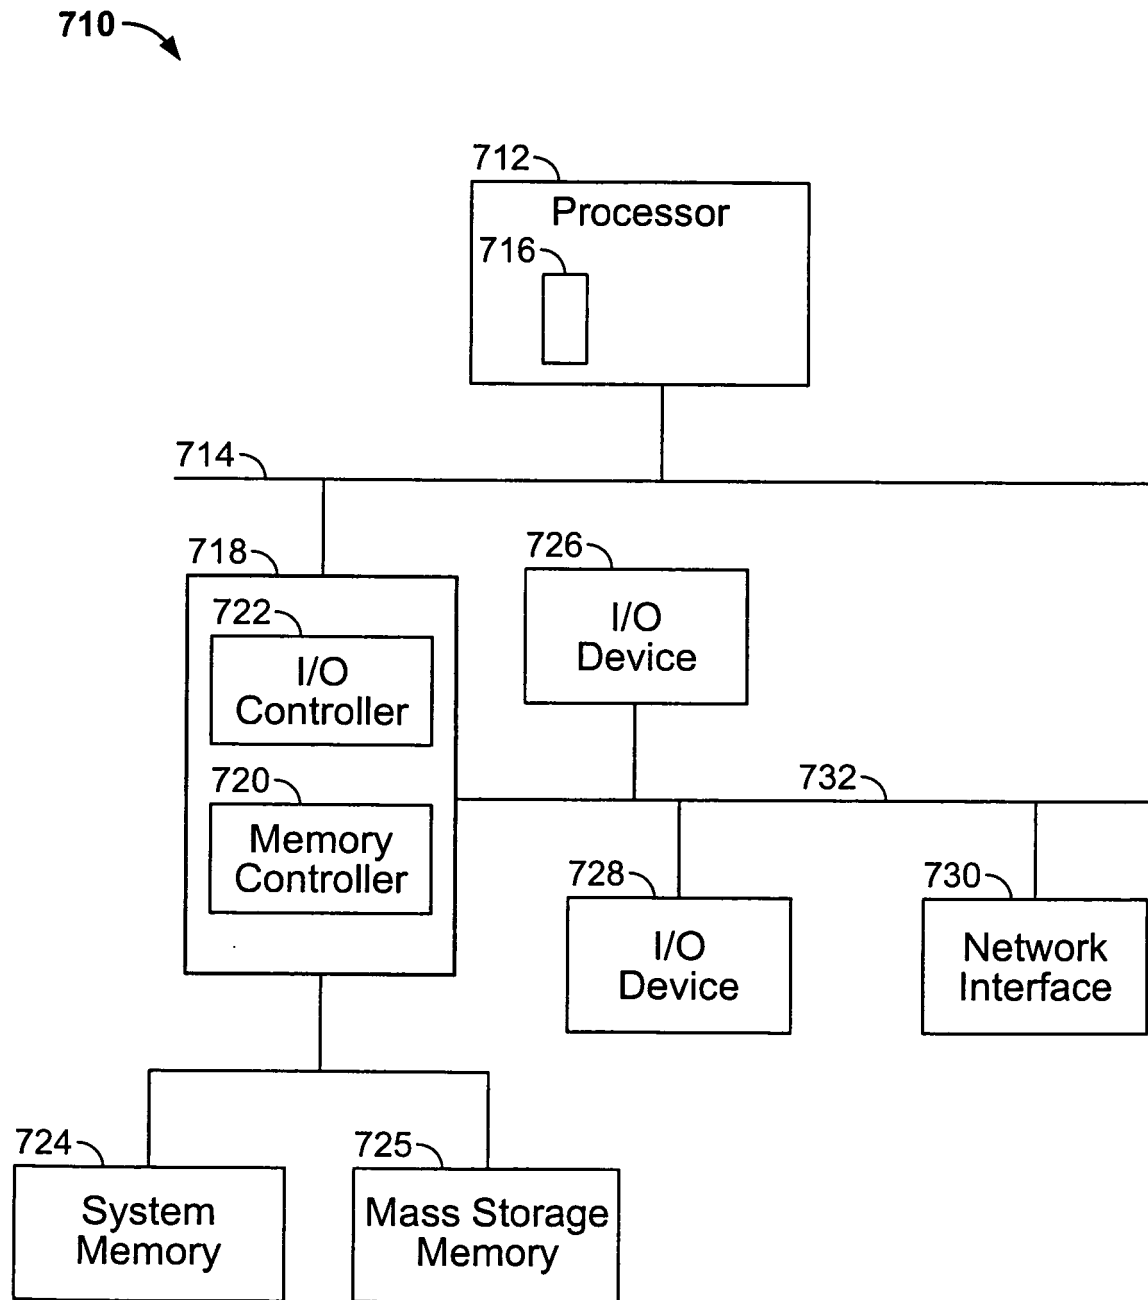 710
712
Processor
716
714
718
726
722
I/O
Device
I/O
Controller
720
732
Memory
Controller
728
730
I/O
Device
Network
Interface
724
725
System
Memory
Mass Storage
Memory